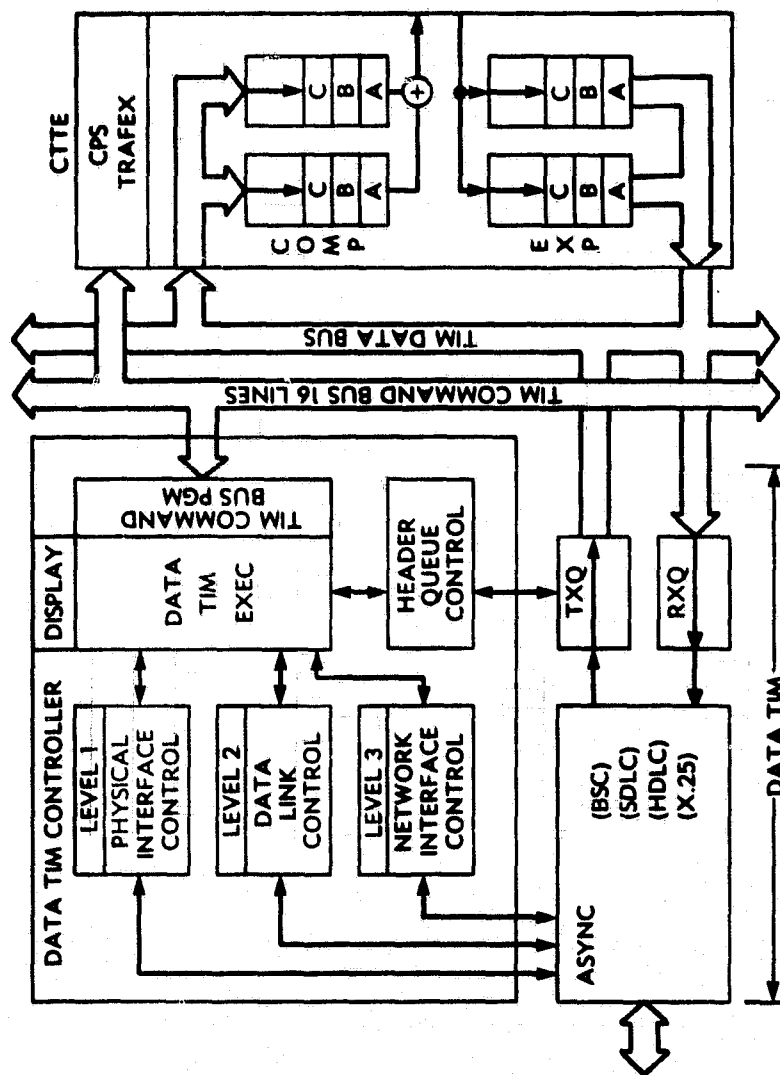 DATA TIM CONTROLLER
LEVEL 1
PHYSICAL
INTERFACE
CONTROL
LEVEL 2
DATA
LINK
CONTROL
LEVEL 3
NETWORK
INTERFACE
CONTROL
DISPLAY
DATA
TIM
EXEC
TIM COMMAND
BUS PGM
HEADER
QUEUE
CONTROL
ASYNC
(BSC)
(SDLC)
(HDLC)
(X.25)
TXQ
RXQ
DATA TIM
TIM COMMAND BUS 16 LINES
TIM DATA BUS
CTTE
CPS
TRAFEX
COMP
C
B
A
C
B
A
+
EXP
C
B
A
C
B
A